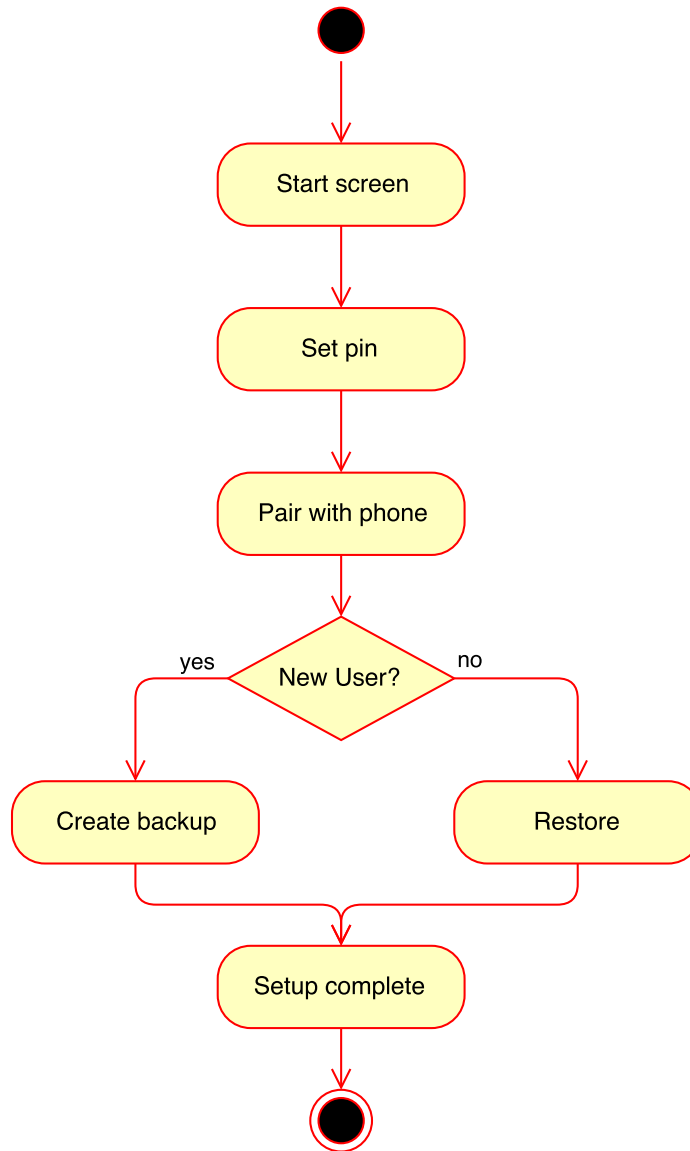 Start screen
Set pin
Pair with phone
New User?
yes
no
Create backup
Restore
Setup complete